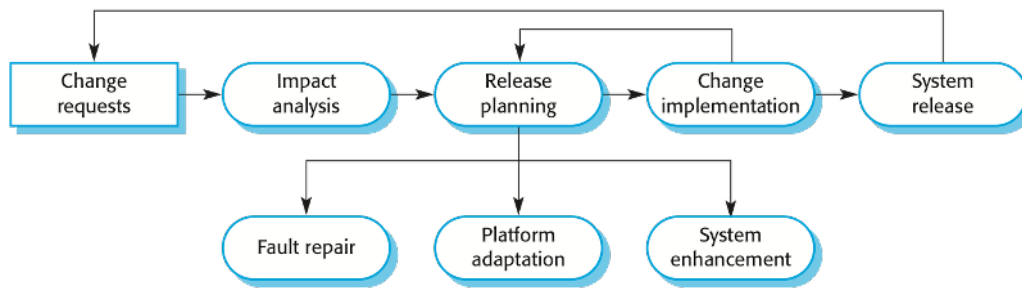 Change
requests
Impact
analysis
Release
planning
Change
implementation
System
release
Fault repair
Platform
adaptation
System
enhancement